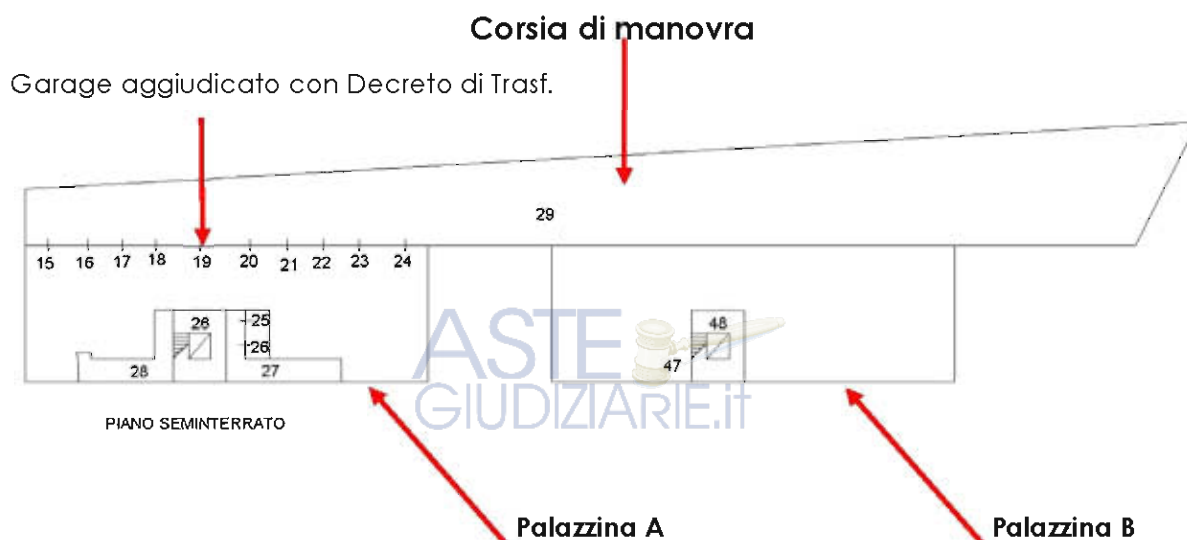 Corsia di manovra
Garage aggiudicato con Decreto di Trasf.
29
15 16 17 18 19 20 21 22 23 24
26 25 48
26
28 27 47
ASTE
GIUDIZIARIE.it
PIANO SEMINTERRATO
Palazzina A Palazzina B